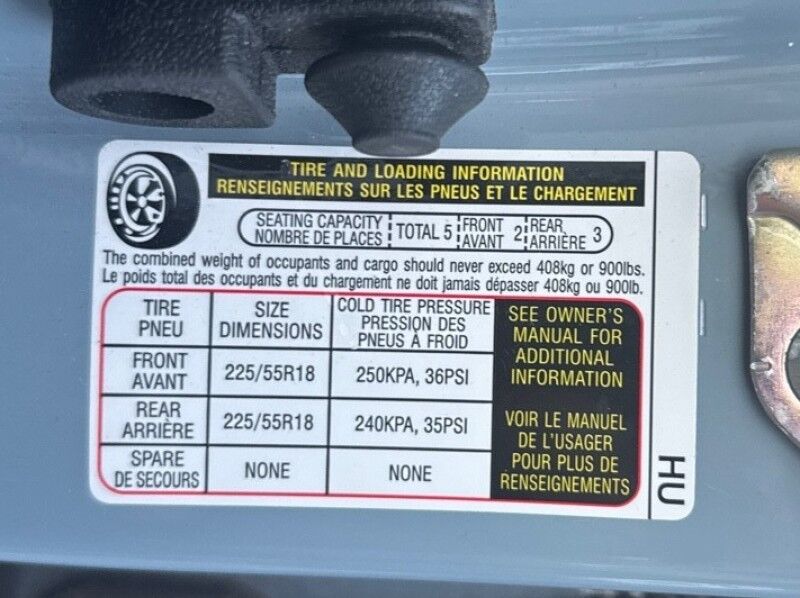 TIRE AND LOADING INFORMATION
RENSEIGNEMENTS SUR LES PNEUS ET LE CHARGEMENT
SEATING CAPACITY
NOMBRE DE PLACES
TOTAL 5
FRONT
AVANT 2
REAR
ARRIÈRE 3
The combined weight of occupants and cargo should never exceed 408kg or 900lbs.
Le poids total des occupants et du chargement ne doit jamais dépasser 408kg ou 900lb.
TIRE
PNEU
SIZE
DIMENSIONS
COLD TIRE PRESSURE
PRESSION DES
PNEUS À FROID
FRONT
AVANT
225/55R18
250KPA, 36PSI
REAR
ARRIÈRE
225/55R18
240KPA, 35PSI
SPARE
DE SECOURS
NONE
NONE
SEE OWNER'S
MANUAL FOR
ADDITIONAL
INFORMATION
VOIR LE MANUEL
DE L'USAGER
POUR PLUS DE
RENSEIGNEMENTS
HU